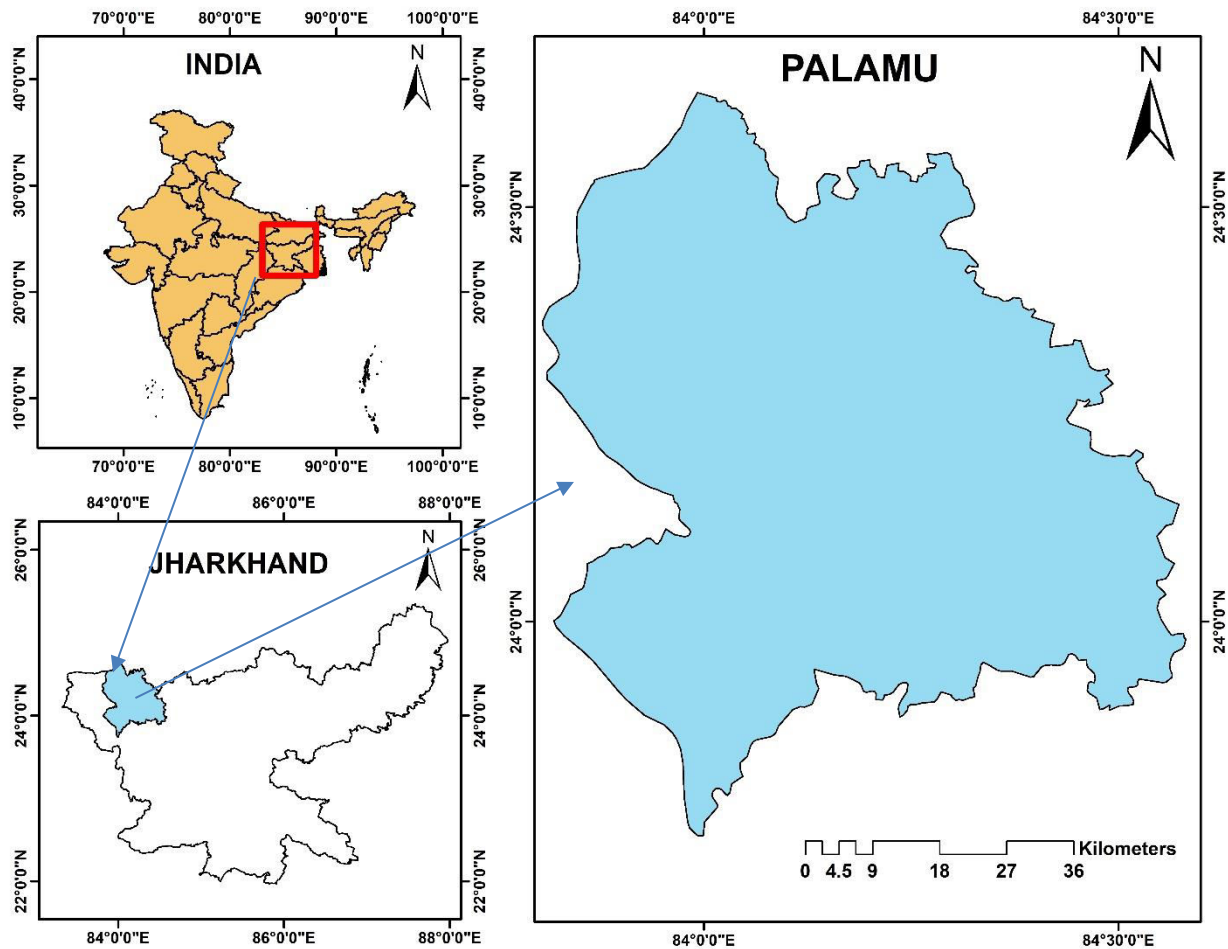 70°0'0"E 80°0'0"E 90°0'0"E 100°0'0"E
INDIA
N
40°0'0"N 40°0'0"N
30°0'0"N 30°0'0"N
20°0'0"N 20°0'0"N
10°0'0"N 10°0'0"N
70°0'0"E 80°0'0"E 90°0'0"E 100°0'0"E
84°0'0"E 86°0'0"E 88°0'0"E
JHARKHAND
N
26°0'0"N 26°0'0"N
24°0'0"N 24°0'0"N
22°0'0"N 22°0'0"N
84°0'0"E 86°0'0"E 88°0'0"E
84°0'0"E 84°30'0"E
PALAMU
N
24°30'0"N 24°30'0"N
24°0'0"N 24°0'0"N
Kilometers
0 4.5 9 18 27 36
84°0'0"E 84°30'0"E